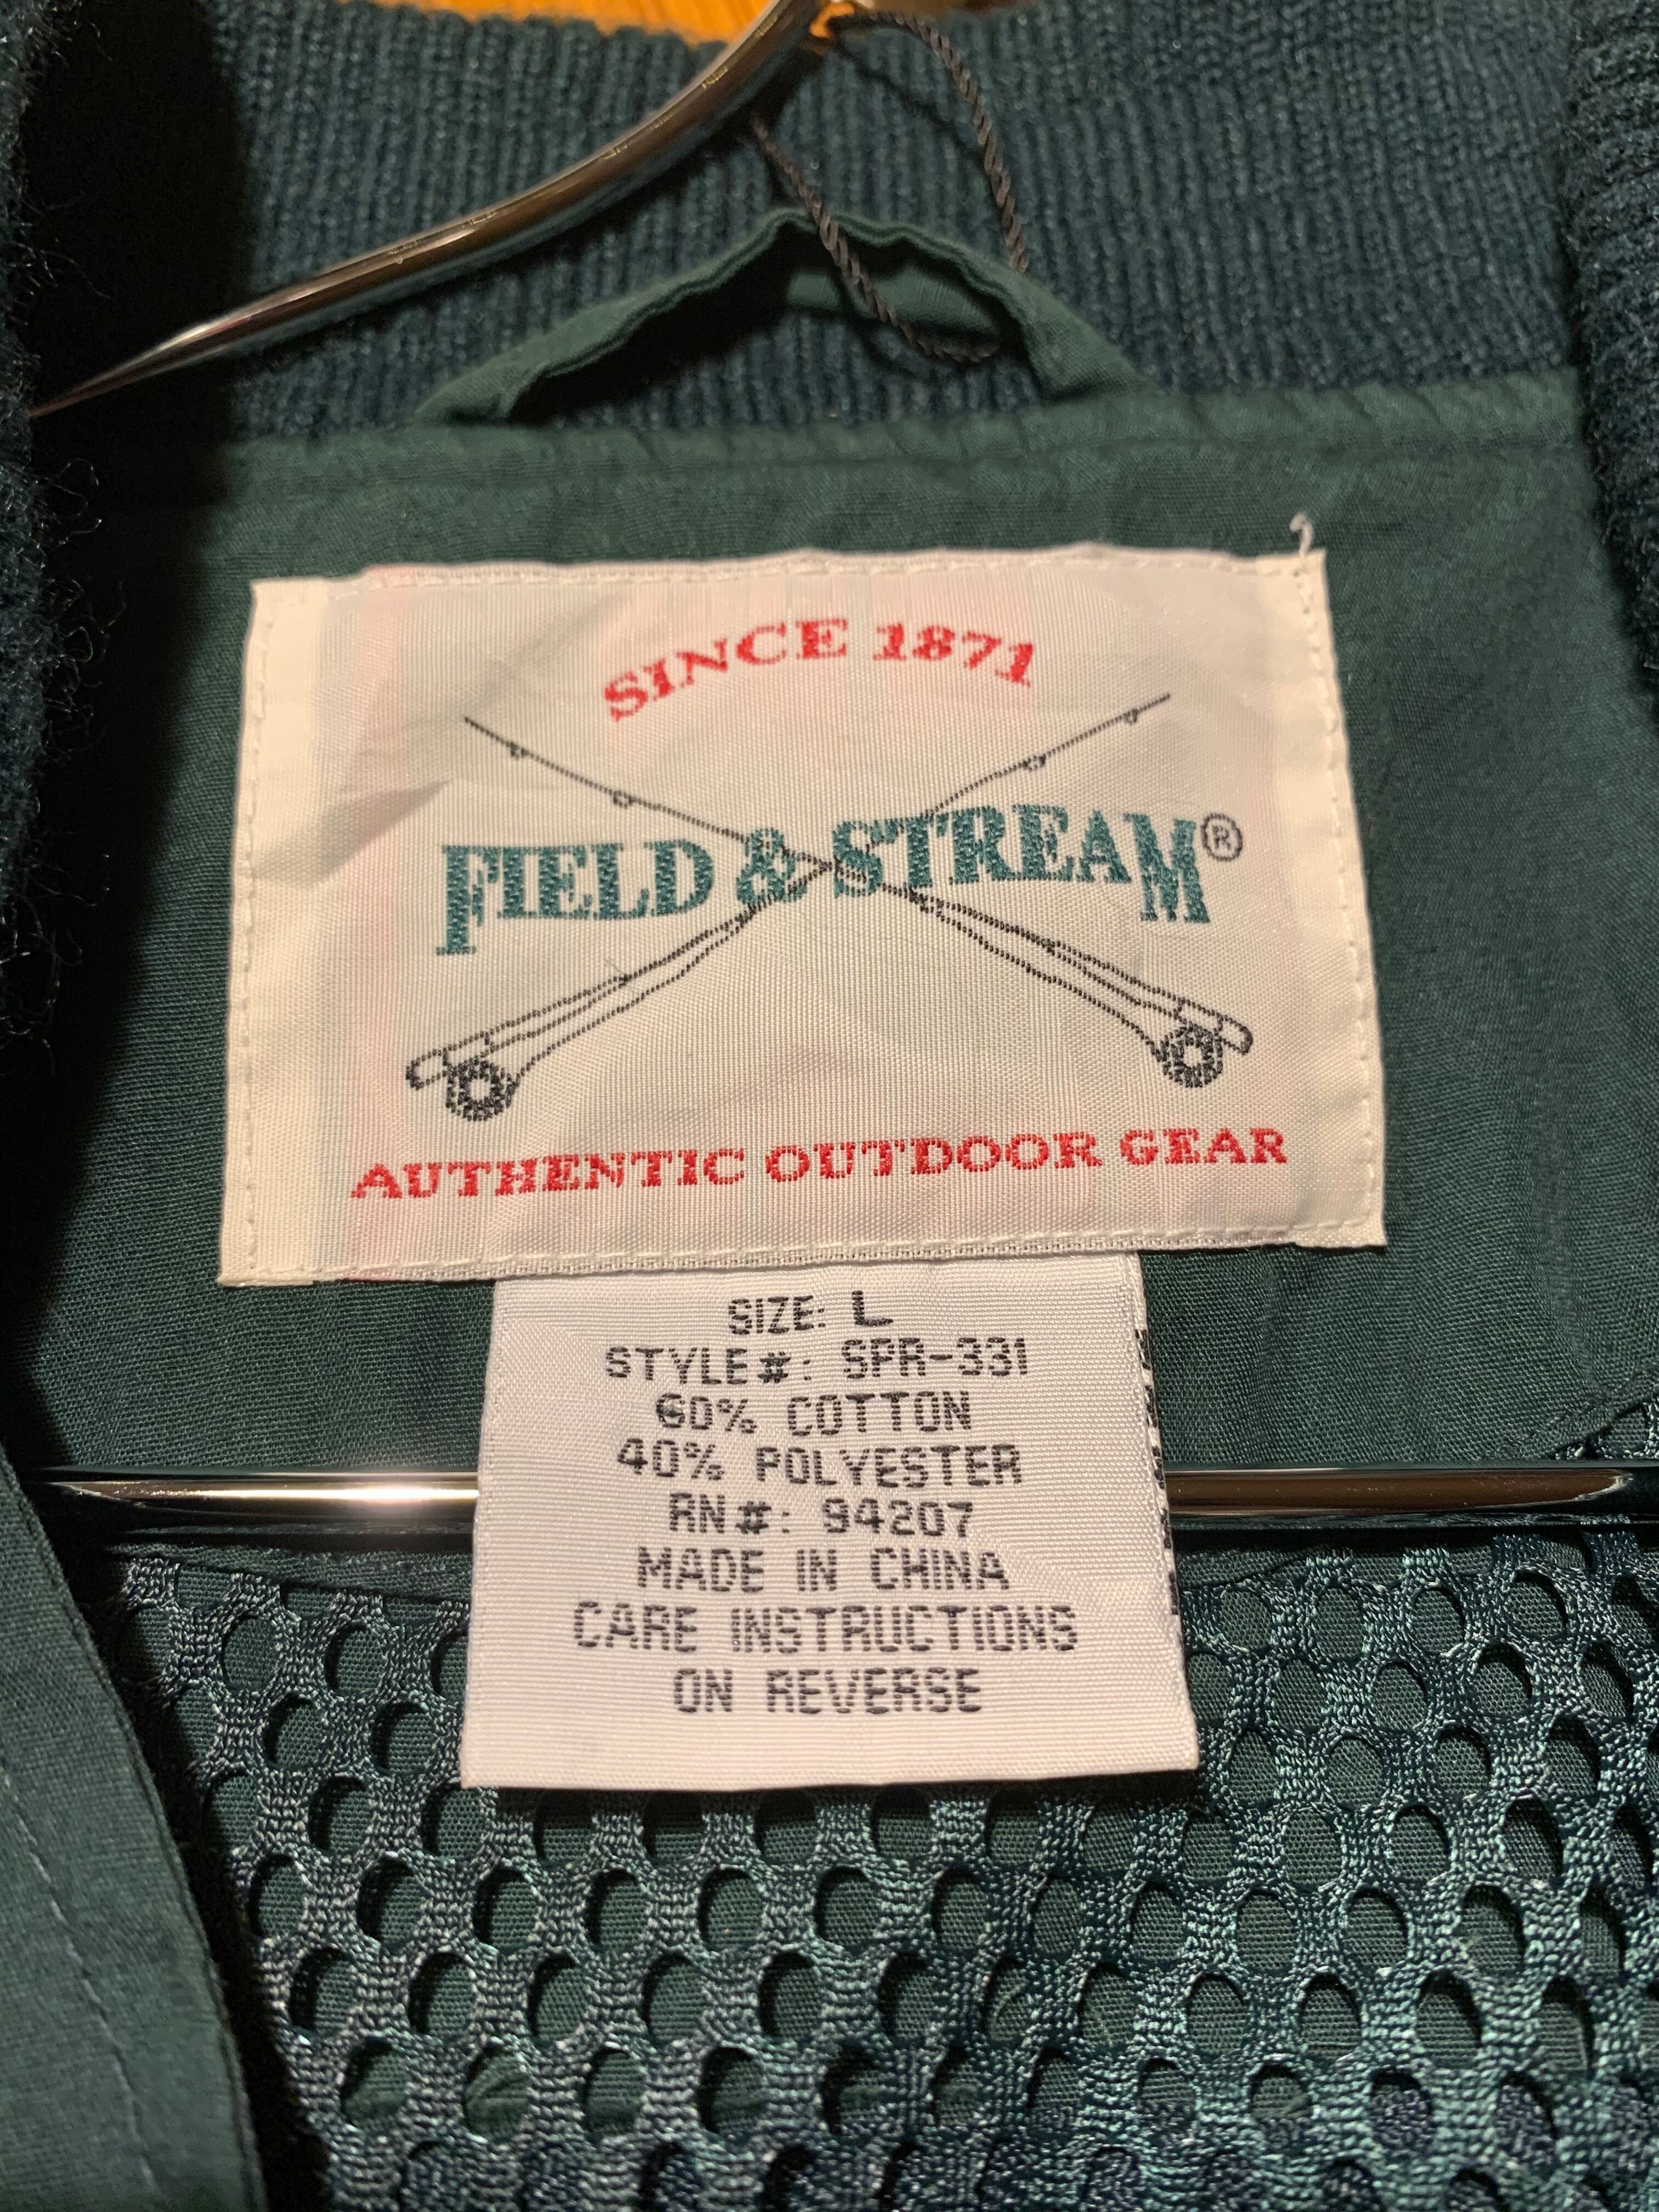 SINCE 1871
FIELD & STREAM®
AUTHENTIC OUTDOOR GEAR
SIZE: L
STYLE#: SPR-331
60% COTTON
40% POLYESTER
RN#: 94207
MADE IN CHINA
CARE INSTRUCTIONS
ON REVERSE